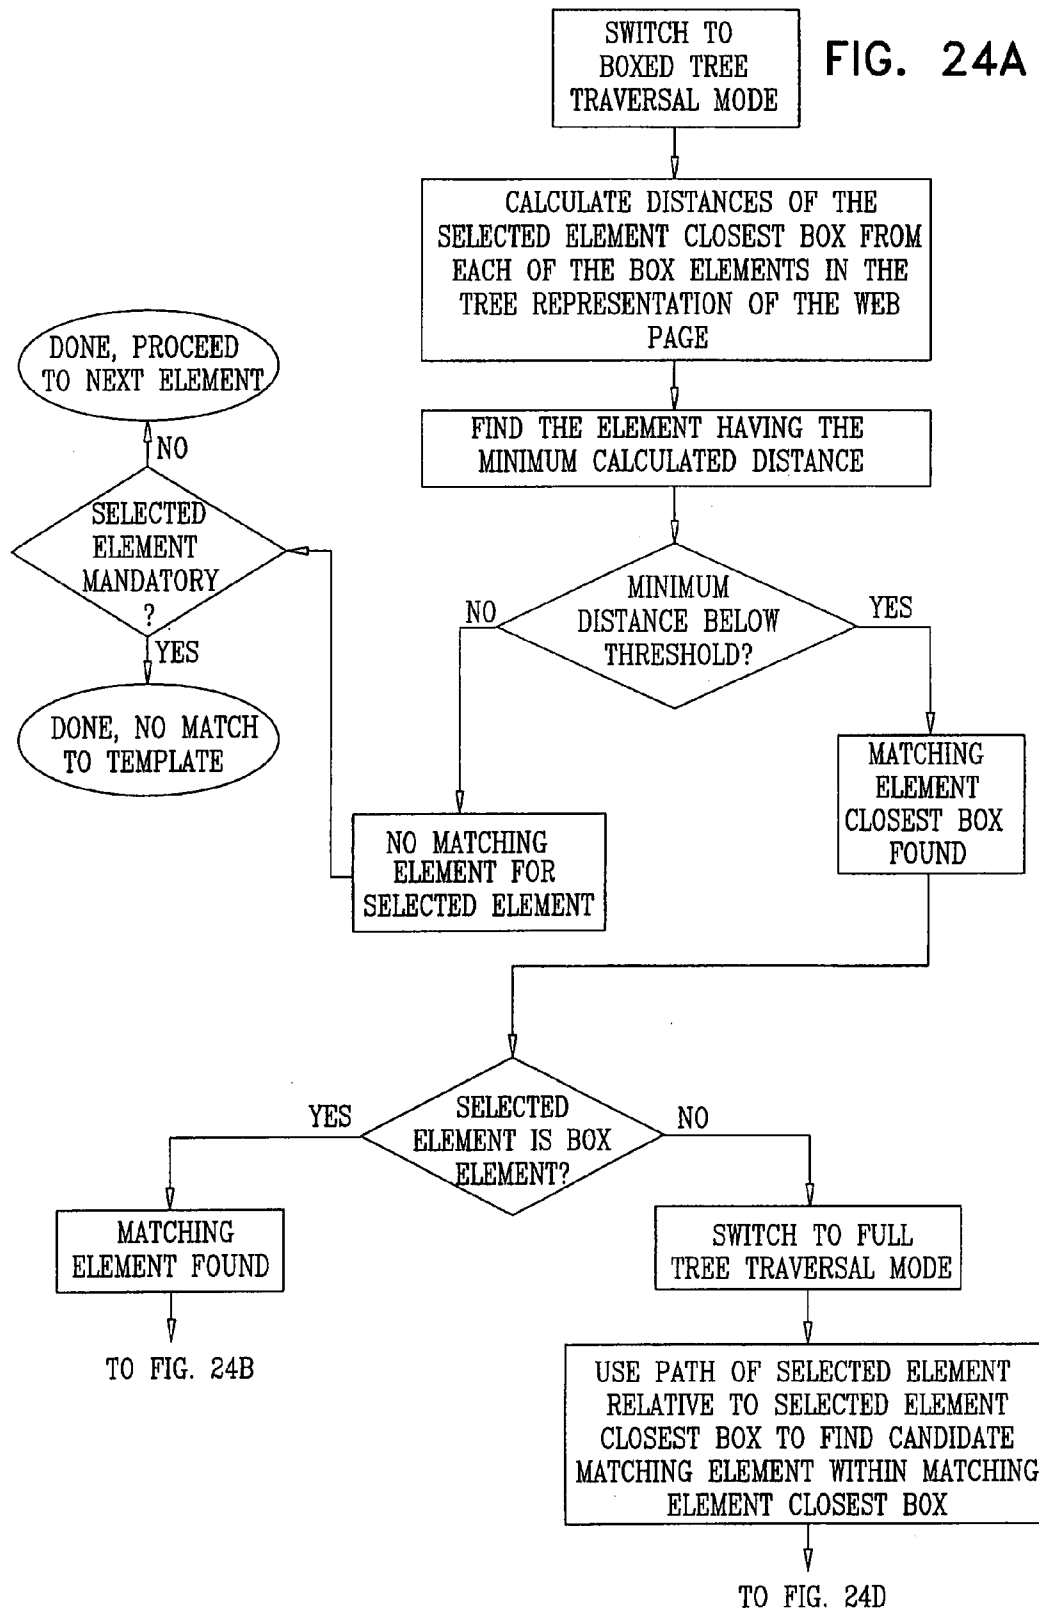 FIG. 24A
SWITCH TO
BOXED TREE
TRAVERSAL MODE
CALCULATE DISTANCES OF THE
SELECTED ELEMENT CLOSEST BOX FROM
EACH OF THE BOX ELEMENTS IN THE
TREE REPRESENTATION OF THE WEB
PAGE
FIND THE ELEMENT HAVING THE
MINIMUM CALCULATED DISTANCE
MINIMUM
DISTANCE BELOW
THRESHOLD?
NO
YES
NO MATCHING
ELEMENT FOR
SELECTED ELEMENT
SELECTED
ELEMENT
MANDATORY
?
NO
DONE, PROCEED
TO NEXT ELEMENT
YES
DONE, NO MATCH
TO TEMPLATE
MATCHING
ELEMENT
CLOSEST BOX
FOUND
SELECTED
ELEMENT IS BOX
ELEMENT?
YES
NO
MATCHING
ELEMENT FOUND
TO FIG. 24B
SWITCH TO FULL
TREE TRAVERSAL MODE
USE PATH OF SELECTED ELEMENT
RELATIVE TO SELECTED ELEMENT
CLOSEST BOX TO FIND CANDIDATE
MATCHING ELEMENT WITHIN MATCHING
ELEMENT CLOSEST BOX
TO FIG. 24D